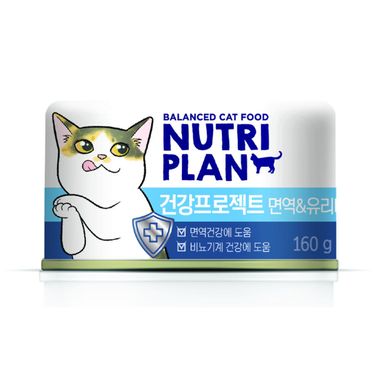 BALANCED CAT FOOD
NUTRI
PLAN
건강프로젝트 면역&유리
☑ 면역건강에 도움
☑ 비뇨기계 건강에 도움
160 g